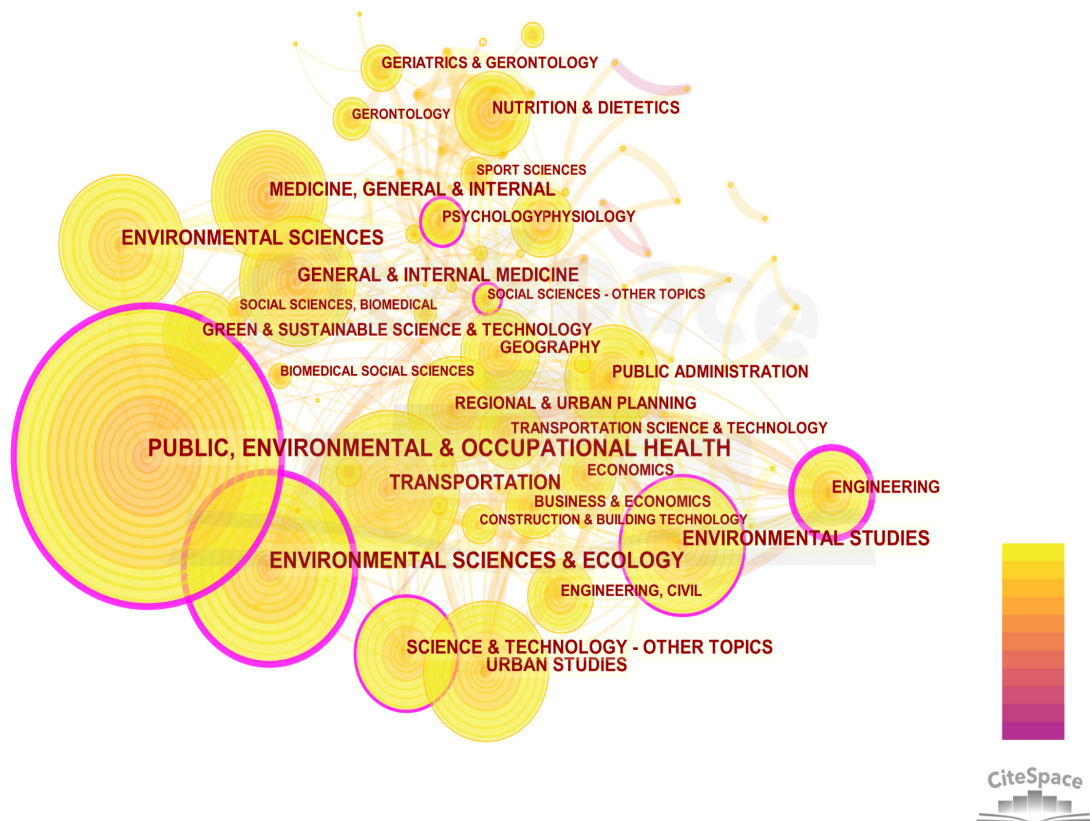 GERIATRICS & GERONTOLOGY
NUTRITION & DIETETICS
GERONTOLOGY
SPORT SCIENCES
MEDICINE, GENERAL & INTERNAL
PSYCHOLOGY
PHYSIOLOGY
ENVIRONMENTAL SCIENCES
GENERAL & INTERNAL MEDICINE
SOCIAL SCIENCES - OTHER TOPICS
SOCIAL SCIENCES, BIOMEDICAL
GREEN & SUSTAINABLE SCIENCE & TECHNOLOGY
GEOGRAPHY
BIOMEDICAL SOCIAL SCIENCES
PUBLIC ADMINISTRATION
REGIONAL & URBAN PLANNING
TRANSPORTATION SCIENCE & TECHNOLOGY
PUBLIC, ENVIRONMENTAL & OCCUPATIONAL HEALTH
ECONOMICS
TRANSPORTATION
ENGINEERING
BUSINESS & ECONOMICS
CONSTRUCTION & BUILDING TECHNOLOGY
ENVIRONMENTAL STUDIES
ENVIRONMENTAL SCIENCES & ECOLOGY
ENGINEERING, CIVIL
SCIENCE & TECHNOLOGY - OTHER TOPICS
URBAN STUDIES
CiteSpace